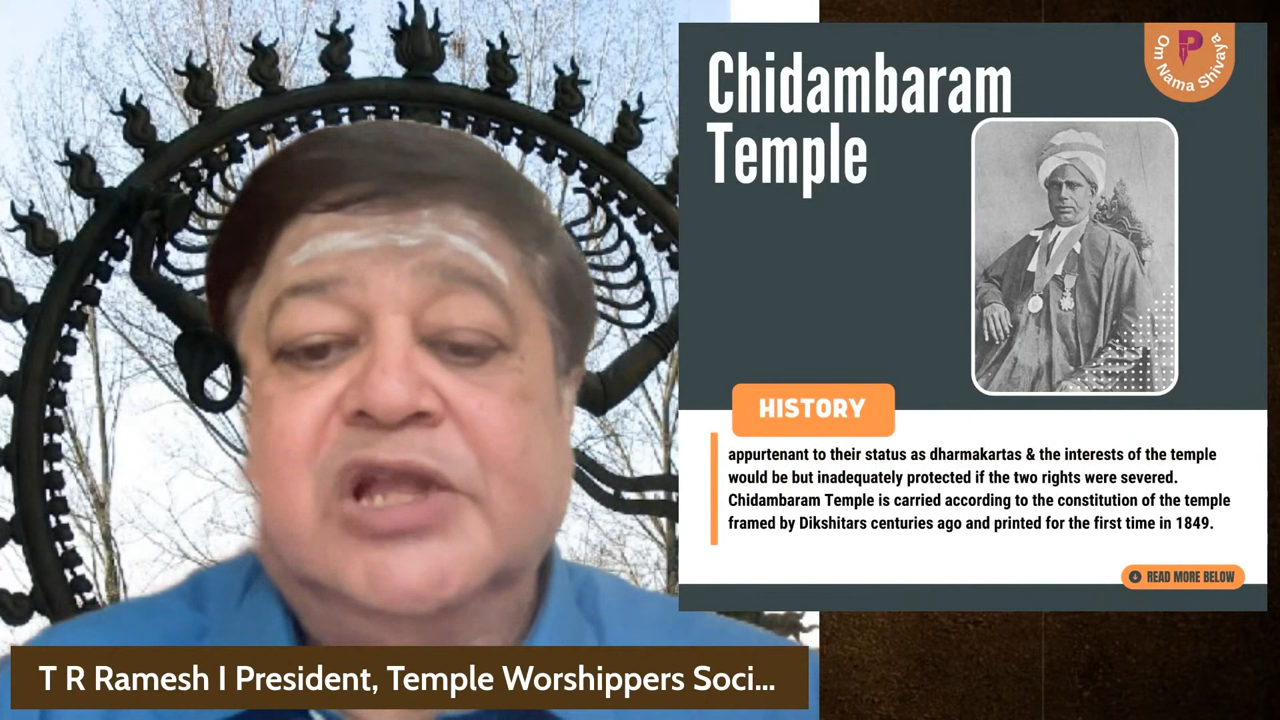 Chidambaram
Temple
P
Om Nama Shivaya
HISTORY
appurtenant to their status as dharmakartas & the interests of the temple
would be but inadequately protected if the two rights were severed.
Chidambaram Temple is carried according to the constitution of the temple
framed by Dikshitars centuries ago and printed for the first time in 1849.
READ MORE BELOW
T R Ramesh I President, Temple Worshippers Soci...